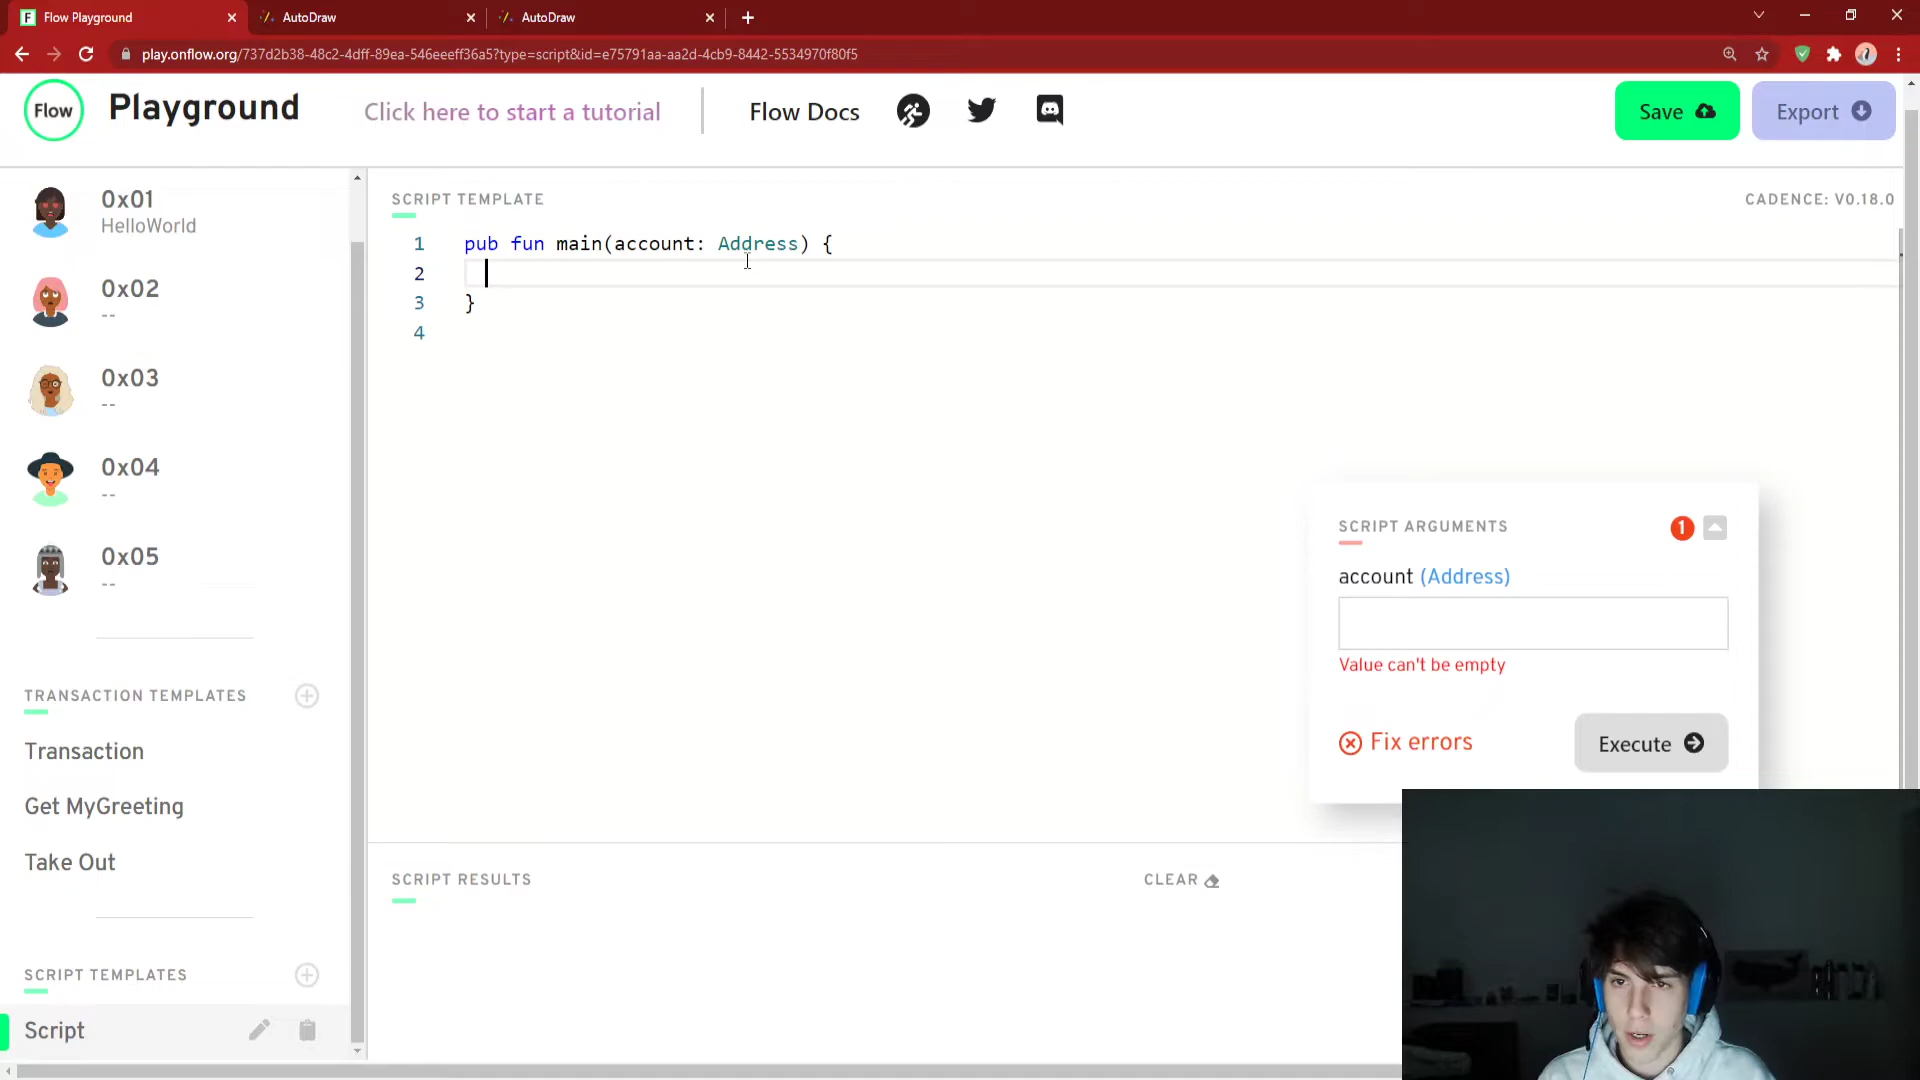 F Flow Playground
AutoDraw
AutoDraw
play.onflow.org/737d2b38-48c2-4dff-89ea-546eeeff36a5?type=script&id=e75791aa-aa2d-4cb9-8442-5534970f80f5
Flow Playground
Click here to start a tutorial
Flow Docs
Save
Export
0x01
HelloWorld
0x02
--
0x03
--
0x04
--
0x05
--
TRANSACTION TEMPLATES
Transaction
Get MyGreeting
Take Out
SCRIPT TEMPLATES
Script
SCRIPT TEMPLATE
CADENCE: V0.18.0
1 pub fun main(account: Address) {
2
3 }
4
SCRIPT ARGUMENTS
1
account (Address)
Value can't be empty
Fix errors
Execute
SCRIPT RESULTS
CLEAR